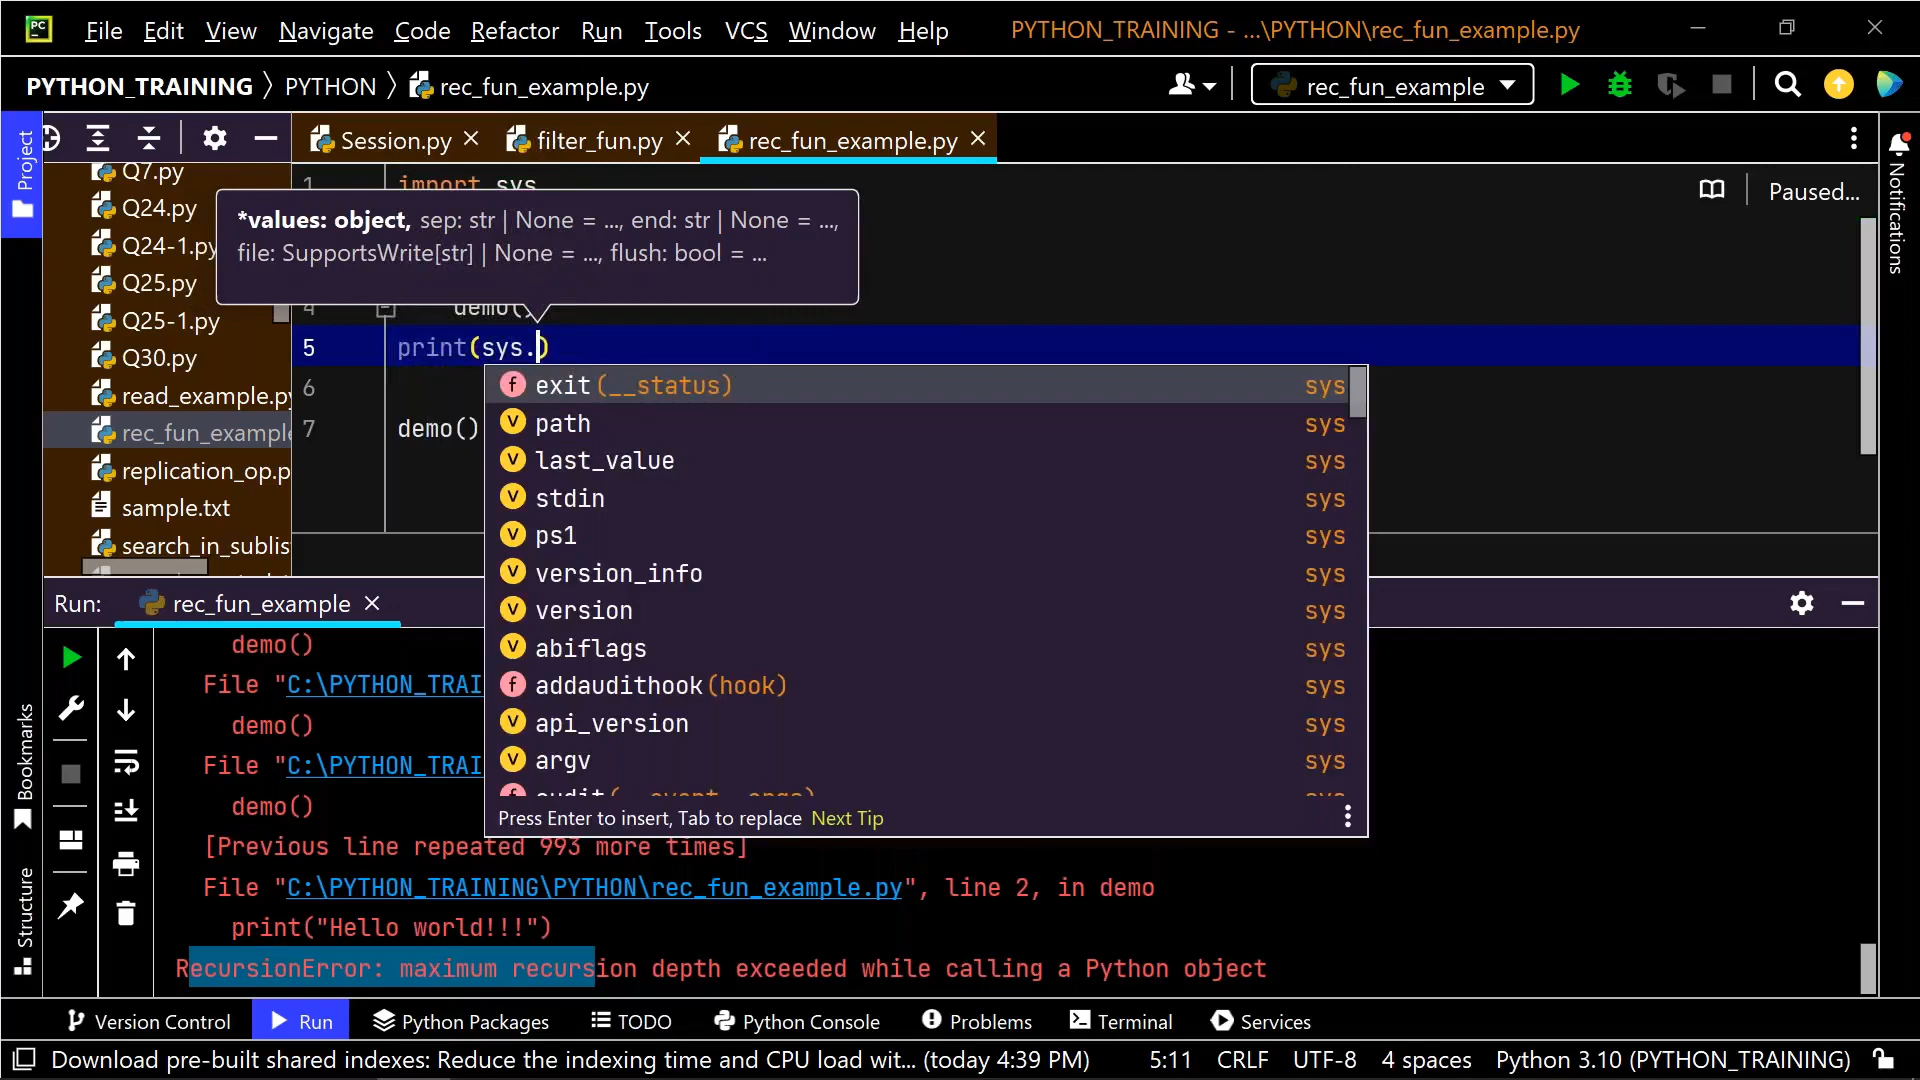 PC
File Edit View Navigate Code Refactor Run Tools VCS Window Help PYTHON_TRAINING - ...\PYTHON\rec_fun_example.py
PYTHON_TRAINING PYTHON rec_fun_example.py rec_fun_example
Project
Session.py filter_fun.py rec_fun_example.py
Notifications
Q7.py
Q24.py
Q24-1.py
Q25.py
Q25-1.py
Q30.py
read_example.py
rec_fun_example
replication_op.p
sample.txt
search_in_sublis
1 import sys
Paused...
*values: object, sep: str | None = ..., end: str | None = ...,
file: SupportsWrite[str] | None = ..., flush: bool = ...
4 demo()
5 print(sys.)
6
7 demo()
exit(__status) sys
path sys
last_value sys
stdin sys
ps1 sys
version_info sys
version sys
abiflags sys
addaudithook(hook) sys
api_version sys
argv sys
Press Enter to insert, Tab to replace Next Tip
Run: rec_fun_example
demo()
File "C:\PYTHON_TRAI
demo()
File "C:\PYTHON_TRAI
demo()
[Previous line repeated 993 more times]
File "C:\PYTHON_TRAINING\PYTHON\rec_fun_example.py", line 2, in demo
print("Hello world!!!")
RecursionError: maximum recursion depth exceeded while calling a Python object
Bookmarks
Structure
Version Control Run Python Packages TODO Python Console Problems Terminal Services
Download pre-built shared indexes: Reduce the indexing time and CPU load wit... (today 4:39 PM) 5:11 CRLF UTF-8 4 spaces Python 3.10 (PYTHON_TRAINING)